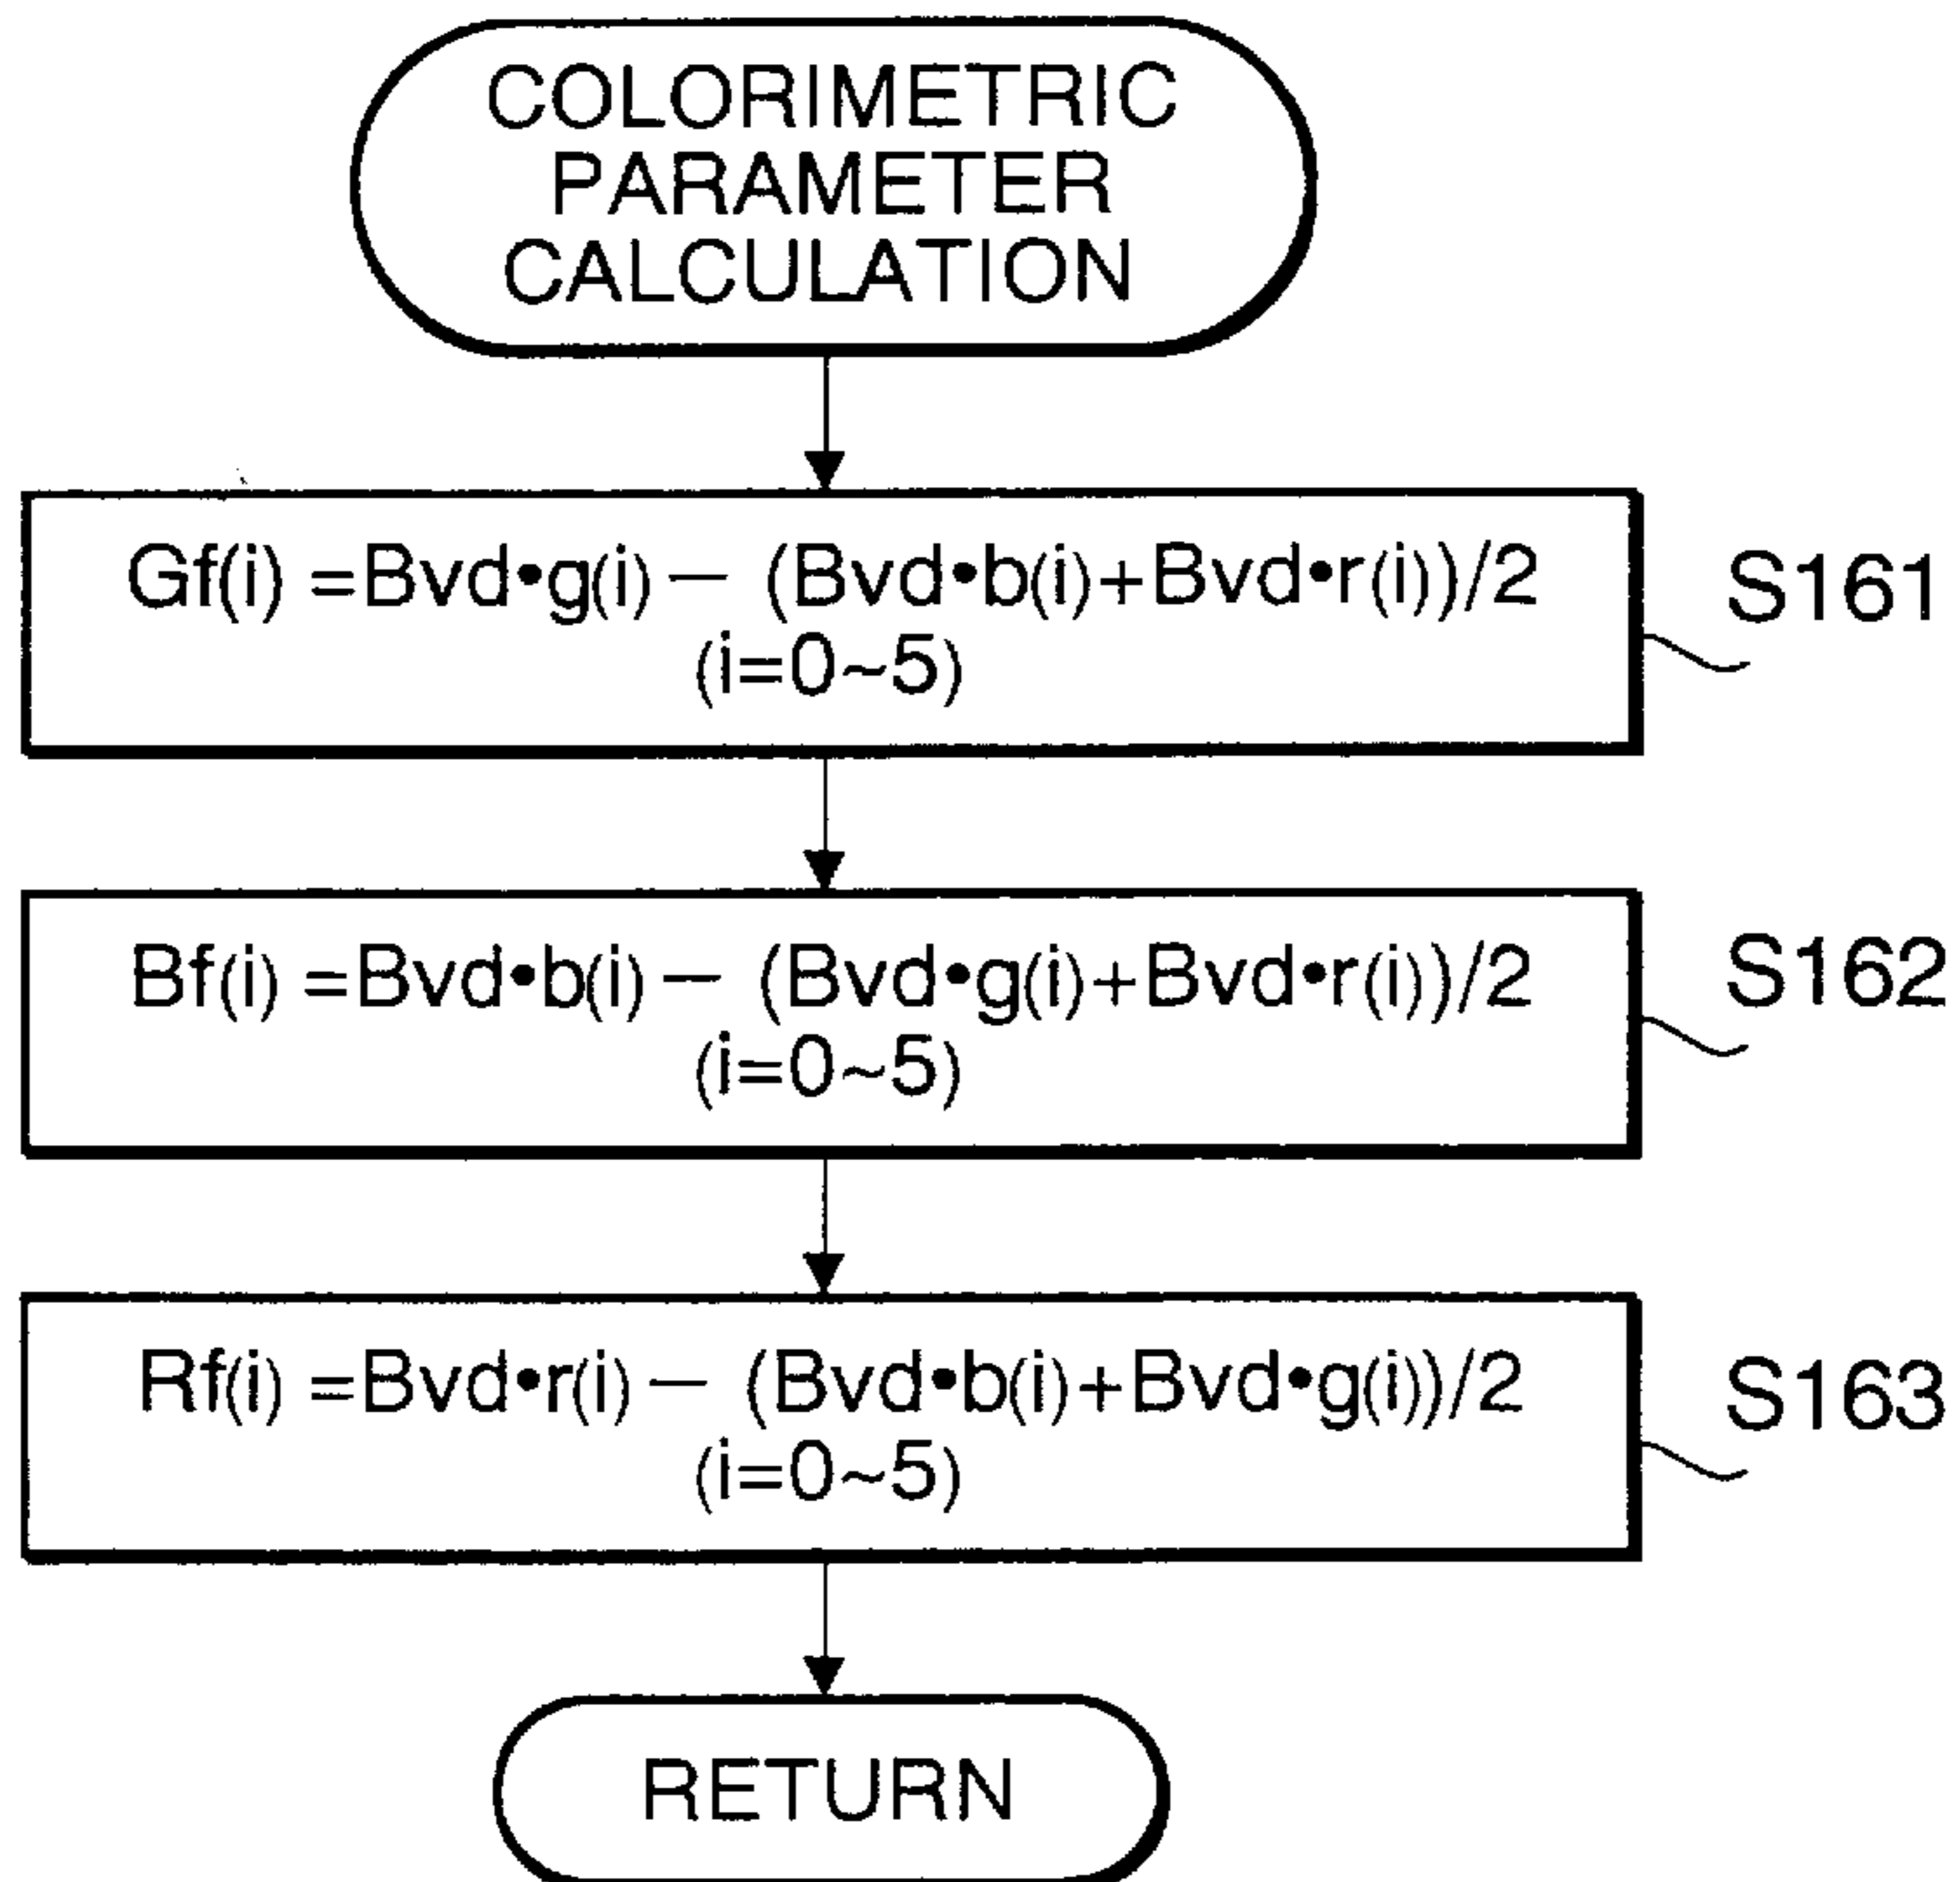 COLORIMETRIC
PARAMETER
CALCULATION
Gf(i) =Bvd•g(i) — (Bvd•b(i)+Bvd•r(i))/2
(i=0~5)
S161
Bf(i) =Bvd•b(i) — (Bvd•g(i)+Bvd•r(i))/2
(i=0~5)
S162
Rf(i) =Bvd•r(i) — (Bvd•b(i)+Bvd•g(i))/2
(i=0~5)
S163
RETURN